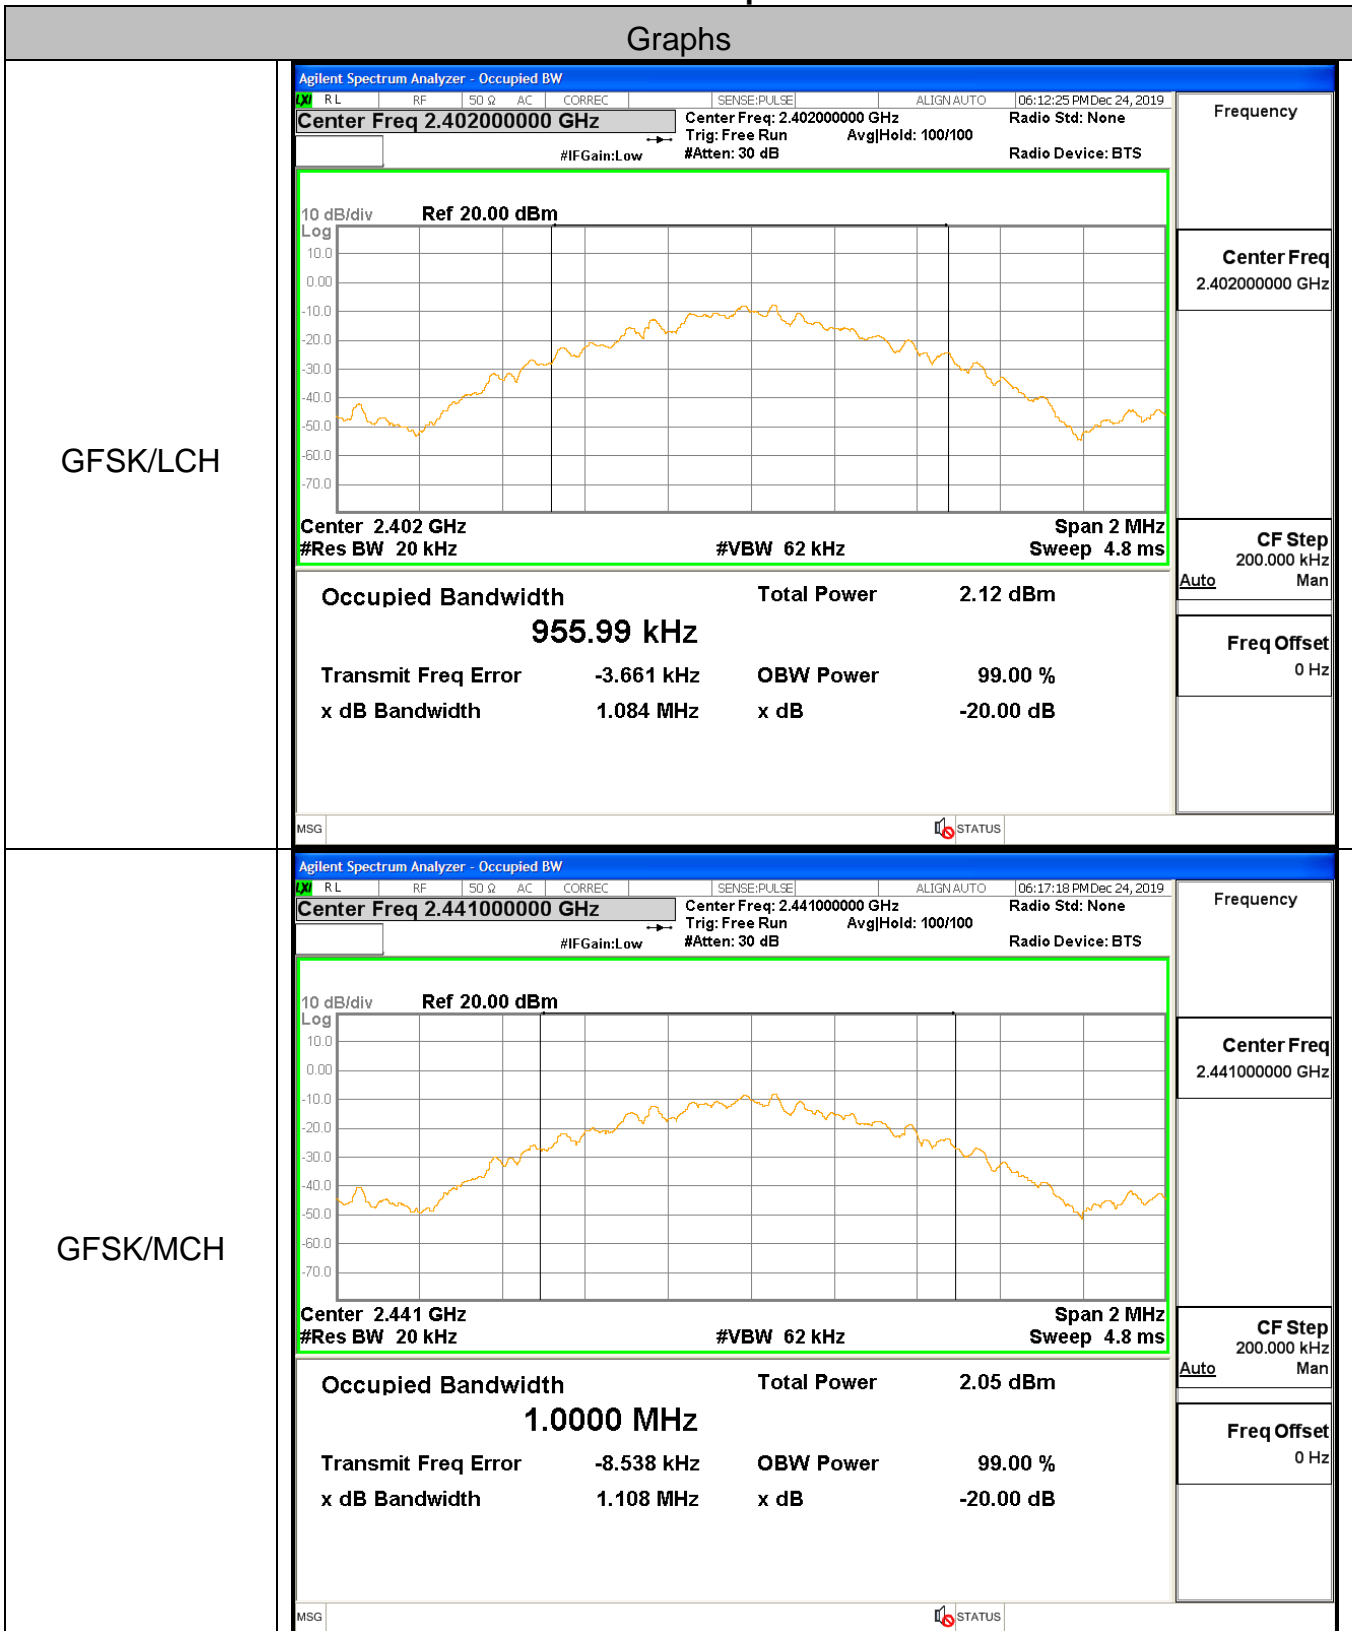 Graphs
GFSK/LCH
Agilent Spectrum Analyzer - Occupied BW
LXI RL RF 50 Ω AC CORREC SENSE:PULSE ALIGN AUTO 06:12:25 PM Dec 24, 2019
Center Freq 2.402000000 GHz Center Freq: 2.402000000 GHz Radio Std: None
Trig: Free Run Avg|Hold: 100/100
#IFGain:Low #Atten: 30 dB Radio Device: BTS
10 dB/div Ref 20.00 dBm
Log
10.0
0.00
-10.0
-20.0
-30.0
-40.0
-50.0
-60.0
-70.0
Center 2.402 GHz Span 2 MHz
#Res BW 20 kHz #VBW 62 kHz Sweep 4.8 ms
Occupied Bandwidth Total Power 2.12 dBm
955.99 kHz
Transmit Freq Error -3.661 kHz OBW Power 99.00 %
x dB Bandwidth 1.084 MHz x dB -20.00 dB
MSG STATUS
Frequency
Center Freq
2.402000000 GHz
CF Step
200.000 kHz
Auto Man
Freq Offset
0 Hz
GFSK/MCH
Agilent Spectrum Analyzer - Occupied BW
LXI RL RF 50 Ω AC CORREC SENSE:PULSE ALIGN AUTO 06:17:18 PM Dec 24, 2019
Center Freq 2.441000000 GHz Center Freq: 2.441000000 GHz Radio Std: None
Trig: Free Run Avg|Hold: 100/100
#IFGain:Low #Atten: 30 dB Radio Device: BTS
10 dB/div Ref 20.00 dBm
Log
10.0
0.00
-10.0
-20.0
-30.0
-40.0
-50.0
-60.0
-70.0
Center 2.441 GHz Span 2 MHz
#Res BW 20 kHz #VBW 62 kHz Sweep 4.8 ms
Occupied Bandwidth Total Power 2.05 dBm
1.0000 MHz
Transmit Freq Error -8.538 kHz OBW Power 99.00 %
x dB Bandwidth 1.108 MHz x dB -20.00 dB
MSG STATUS
Frequency
Center Freq
2.441000000 GHz
CF Step
200.000 kHz
Auto Man
Freq Offset
0 Hz